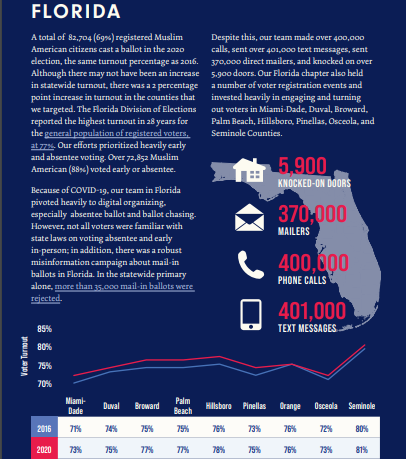 FLORIDA
A total of 82,704 (69%) registered Muslim
American citizens cast a ballot in the 2020
election, the same turnout percentage as 2016.
Although there may not have been an increase
in statewide turnout, there was a 2 percentage
point increase in turnout in the counties that
we targeted. The Florida Division of Elections
reported the highest turnout in 28 years for
the general population of registered voters,
at 77%. Our efforts prioritized heavily early
and absentee voting. Over 72,852 Muslim
American (88%) voted early or absentee.
Because of COVID-19, our team in Florida
pivoted heavily to digital organizing,
especially absentee ballot and ballot chasing.
However, not all voters were familiar with
state laws on voting absentee and early
in-person; in addition, there was a robust
misinformation campaign about mail-in
ballots in Florida. In the statewide primary
alone, more than 35,000 mail-in ballots were
rejected.
Despite this, our team made over 400,000
calls, sent over 401,000 text messages, sent
370,000 direct mailers, and knocked on over
5,900 doors. Our Florida chapter also held
a number of voter registration events and
invested heavily in engaging and turning
out voters in Miami-Dade, Duval, Broward,
Palm Beach, Hillsboro, Pinellas, Osceola, and
Seminole Counties.
5,900
KNOCKED-ON DOORS
370,000
MAILERS
400,000
PHONE CALLS
401,000
TEXT MESSAGES
Voter Turnout
85%
80%
75%
70%
Miami-Dade Duval Broward Palm Beach Hillsboro Pinellas Orange Osceola Seminole
2016 71% 74% 75% 75% 76% 73% 76% 72% 80%
2020 73% 75% 77% 77% 78% 75% 76% 73% 81%